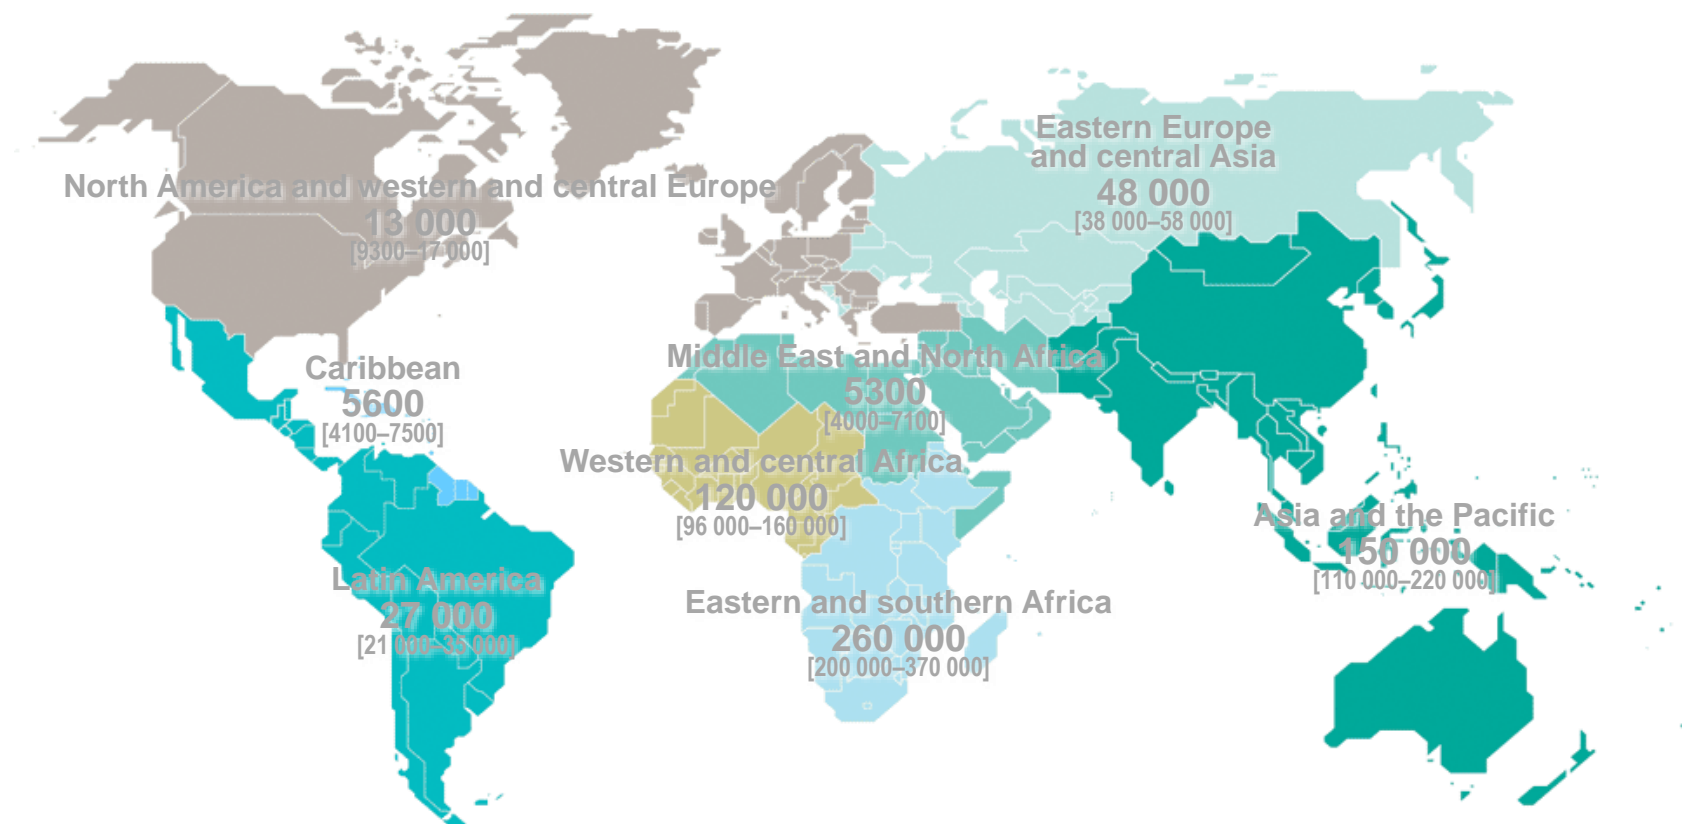 Eastern Europe
and central Asia
48 000
[38 000–58 000]
North America and western and central Europe
13 000
[9300–17 000]
Middle East and North Africa
5300
[4000–7100]
Caribbean
5600
[4100–7500]
Western and central Africa
120 000
[96 000–160 000]
Asia and the Pacific
150 000
[110 000–220 000]
Latin America
27 000
[21 000–35 000]
Eastern and southern Africa
260 000
[200 000–370 000]